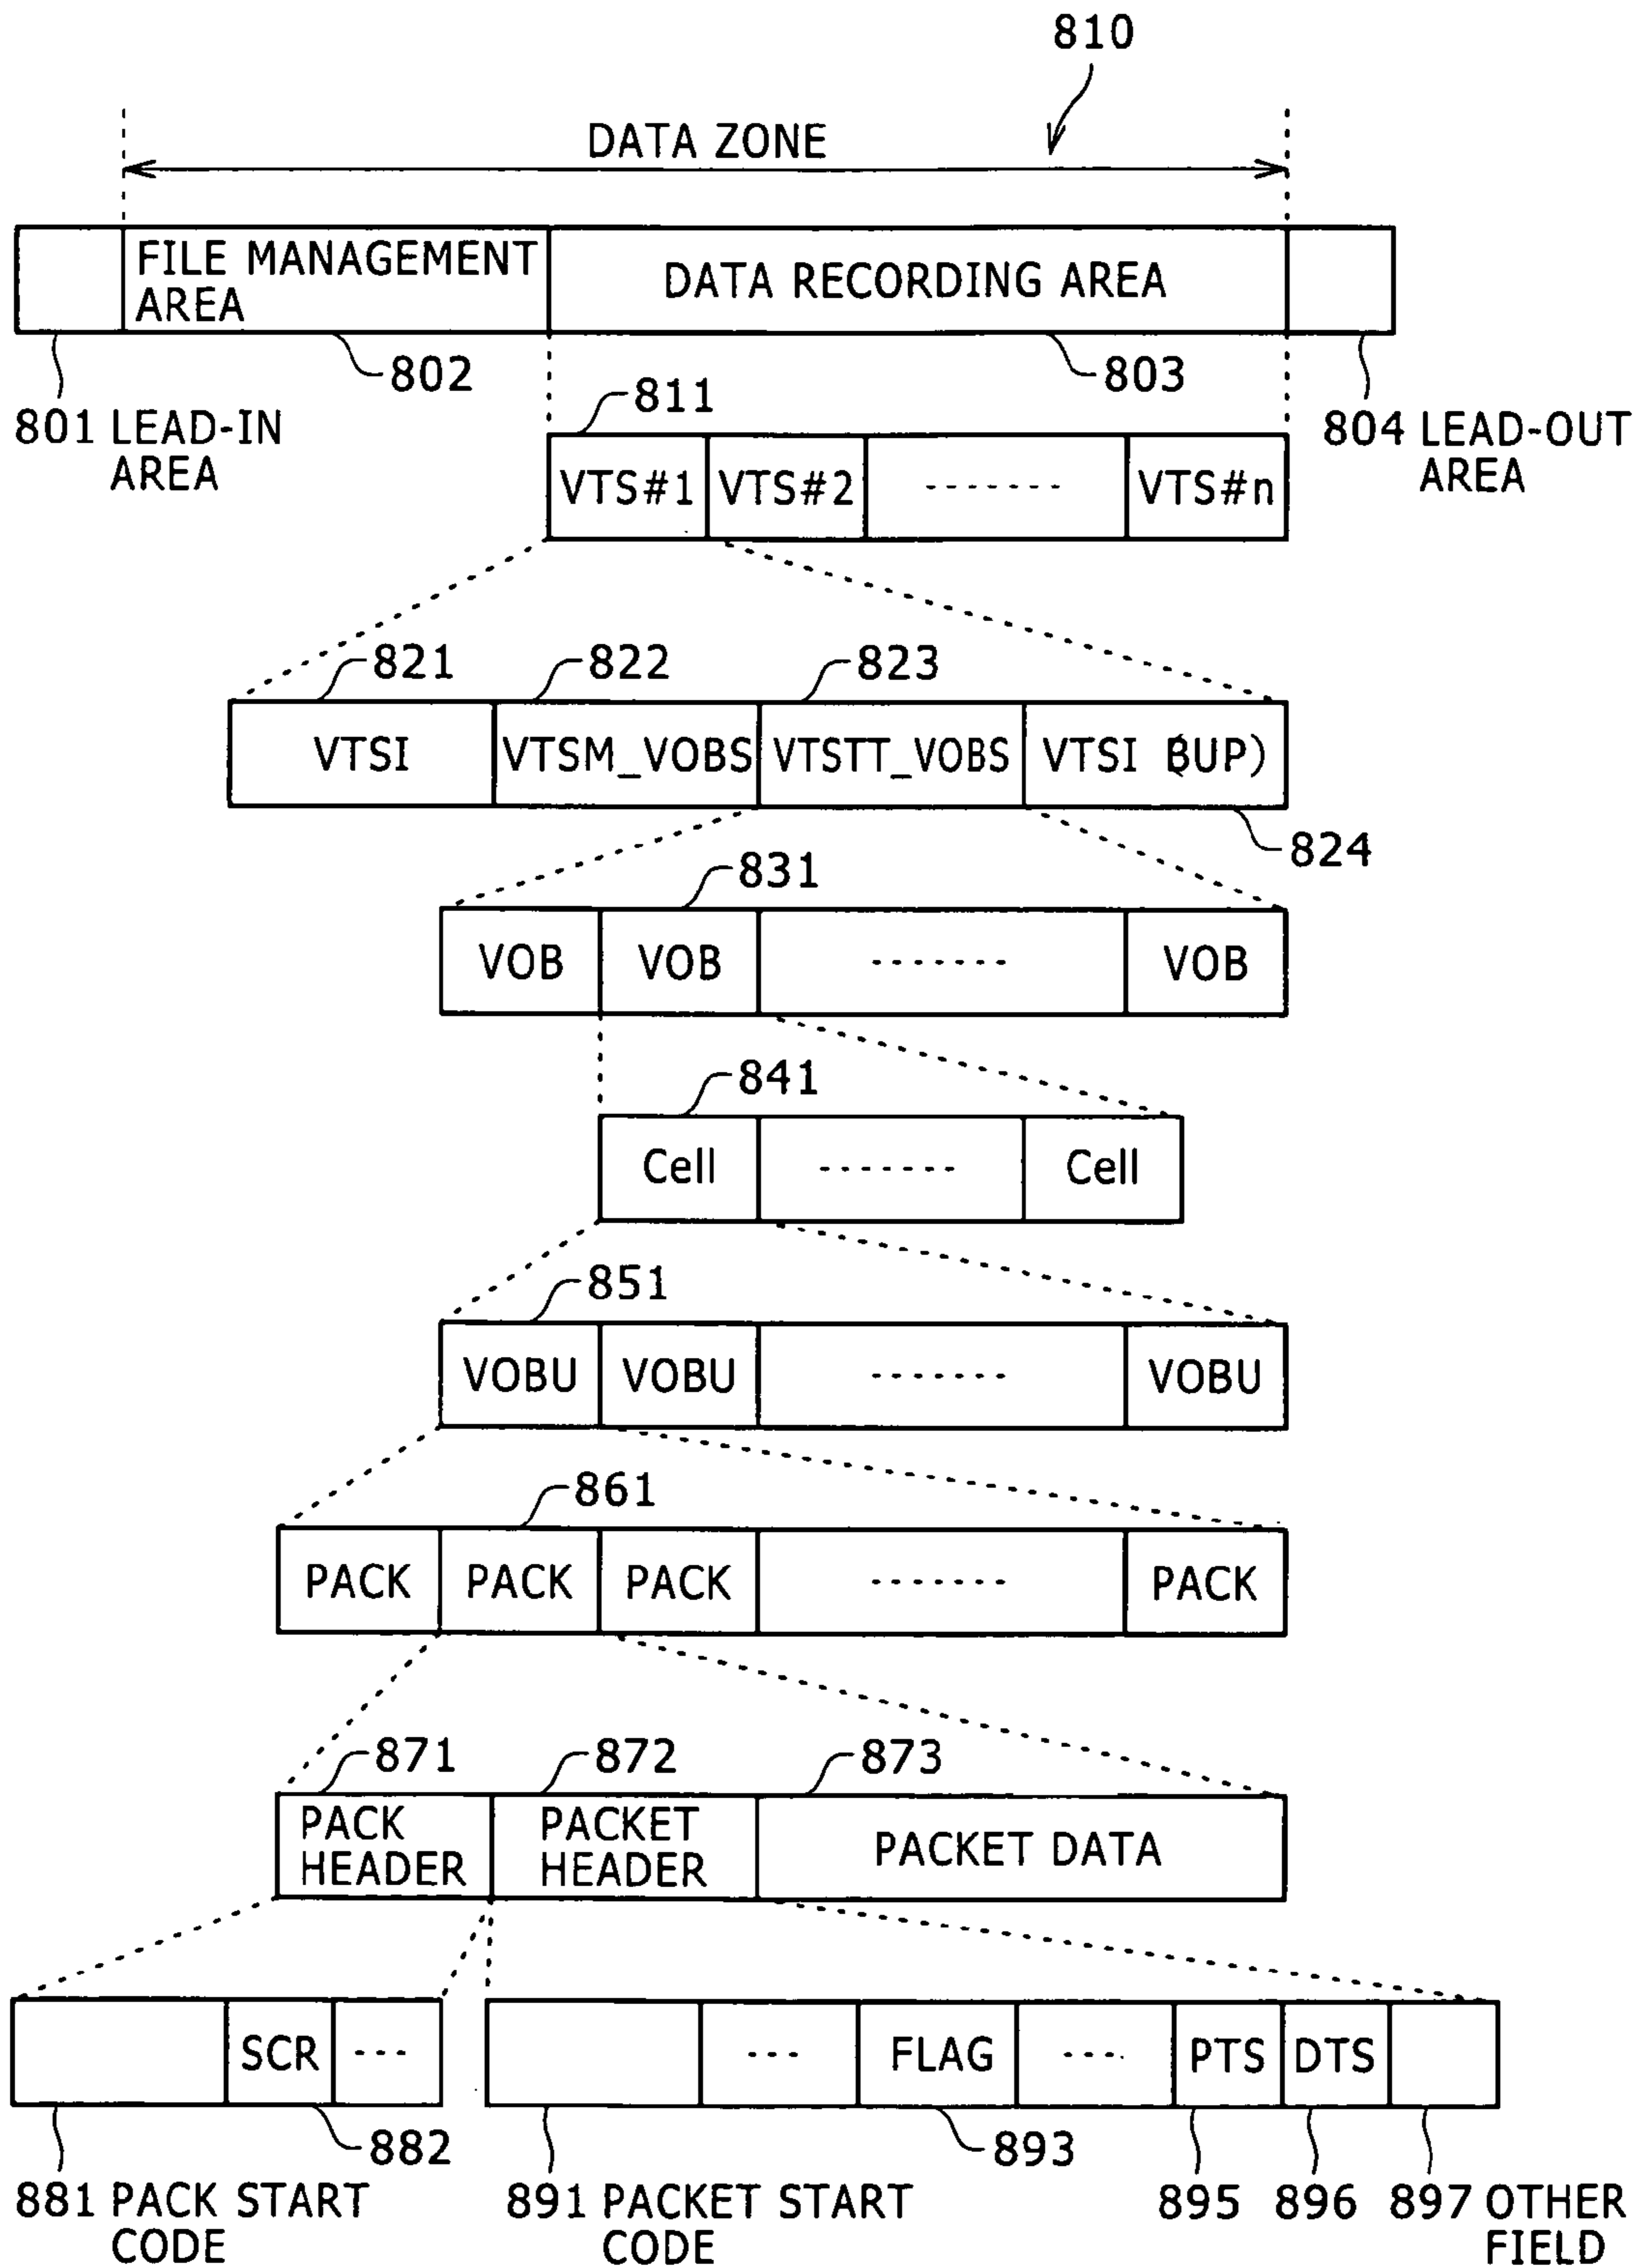 810
DATA ZONE
FILE MANAGEMENT
AREA
DATA RECORDING AREA
802
803
801 LEAD-IN
AREA
811
804 LEAD-OUT
AREA
VTS#1 VTS#2 ------- VTS#n
821 822 823
VTSI VTSM_VOBS VTSTT_VOBS VTSI (BUP)
824
831
VOB VOB ------- VOB
841
Cell ------- Cell
851
VOBU VOBU ------- VOBU
861
PACK PACK PACK ------- PACK
871 872 873
PACK
HEADER
PACKET
HEADER
PACKET DATA
SCR --- --- FLAG --- PTS DTS
882 893
881 PACK START
CODE
891 PACKET START
CODE
895 896 897 OTHER
FIELD